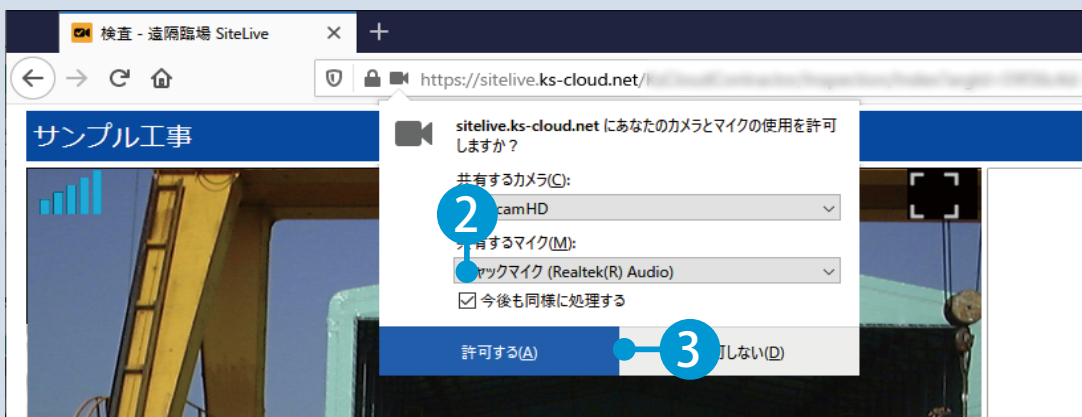 検査 - 遠隔臨場 SiteLive
https://sitelive.ks-cloud.net/
サンプル工事
sitelive.ks-cloud.net にあなたのカメラとマイクの使用を許可
しますか？
共有するカメラ(C):
camHD
2
有するマイク(M):
ャックマイク (Realtek(R) Audio)
今後も同様に処理する
許可する(A)
3
可しない(D)